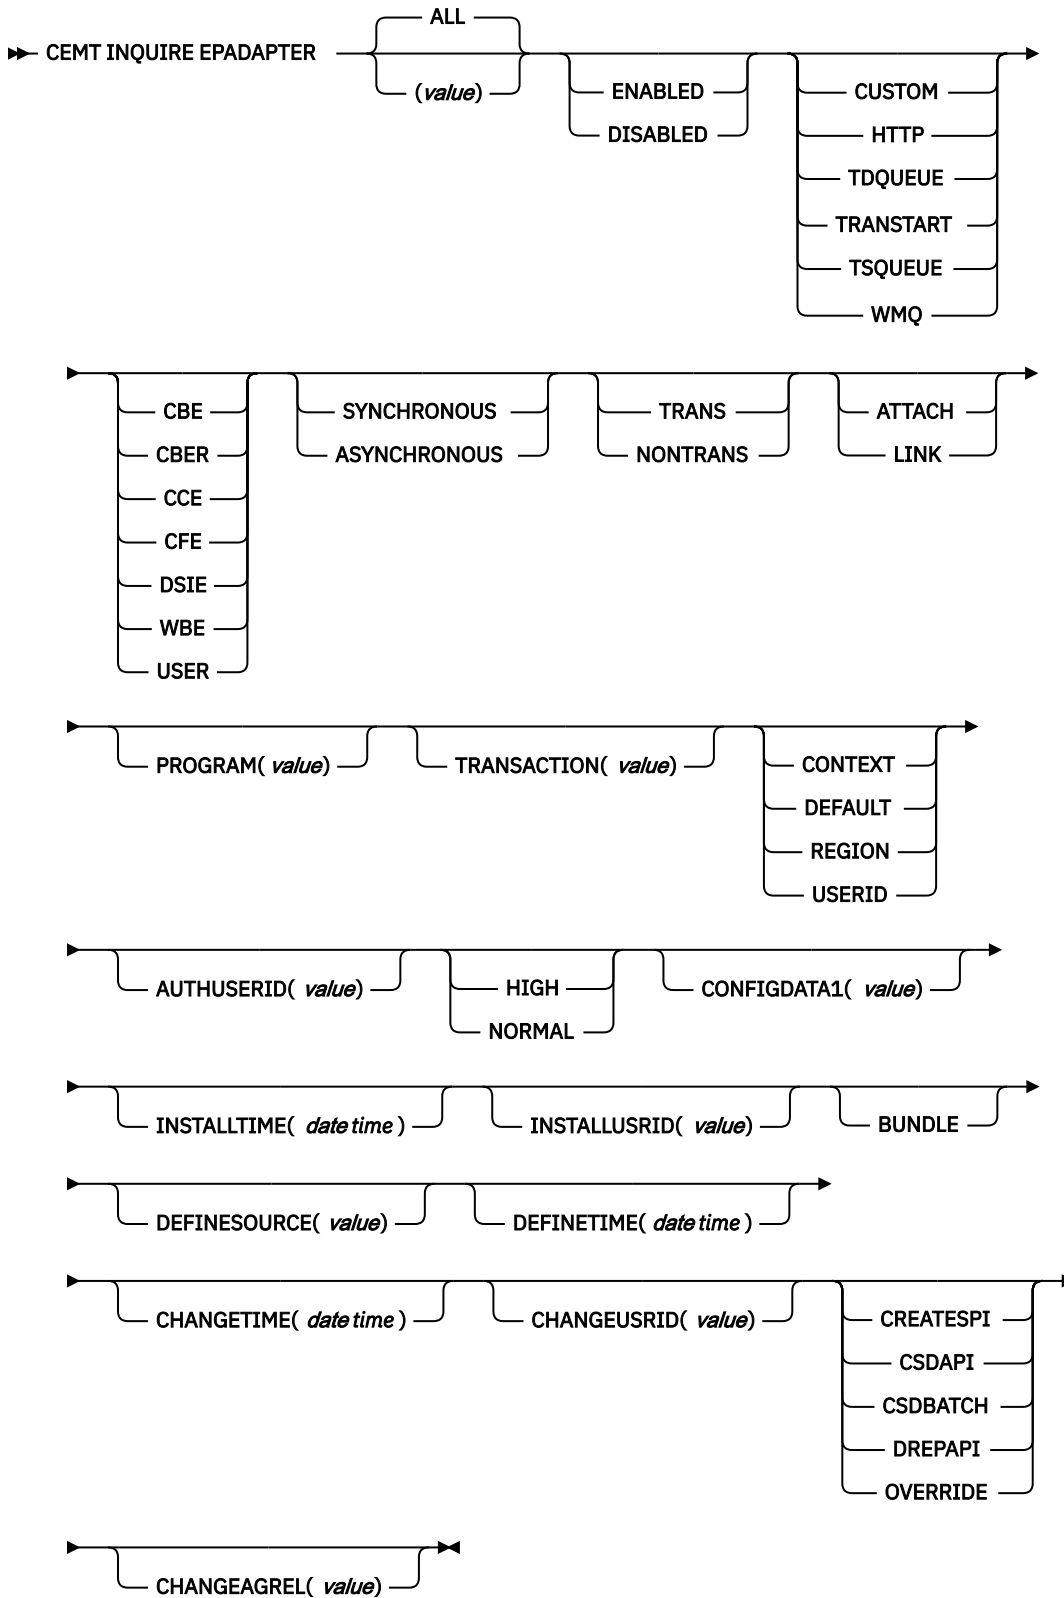 ALL
CEMT INQUIRE EPADAPTER
(value)
ENABLED
DISABLED
CUSTOM
HTTP
TDQUEUE
TRANSTART
TSQUEUE
WMQ
CBE
CBER
CCE
CFE
DSIE
WBE
USER
SYNCHRONOUS
ASYNCHRONOUS
TRANS
NONTRANS
ATTACH
LINK
PROGRAM( value)
TRANSACTION( value)
CONTEXT
DEFAULT
REGION
USERID
AUTHUSERID( value)
HIGH
NORMAL
CONFIGDATA1( value)
INSTALLTIME( date time )
INSTALLUSRID( value)
BUNDLE
DEFINESOURCE( value)
DEFINETIME( date time )
CHANGETIME( date time )
CHANGEUSRID( value)
CREATESPI
CSDAPI
CSDBATCH
DREPAPI
OVERRIDE
CHANGEAGREL( value)